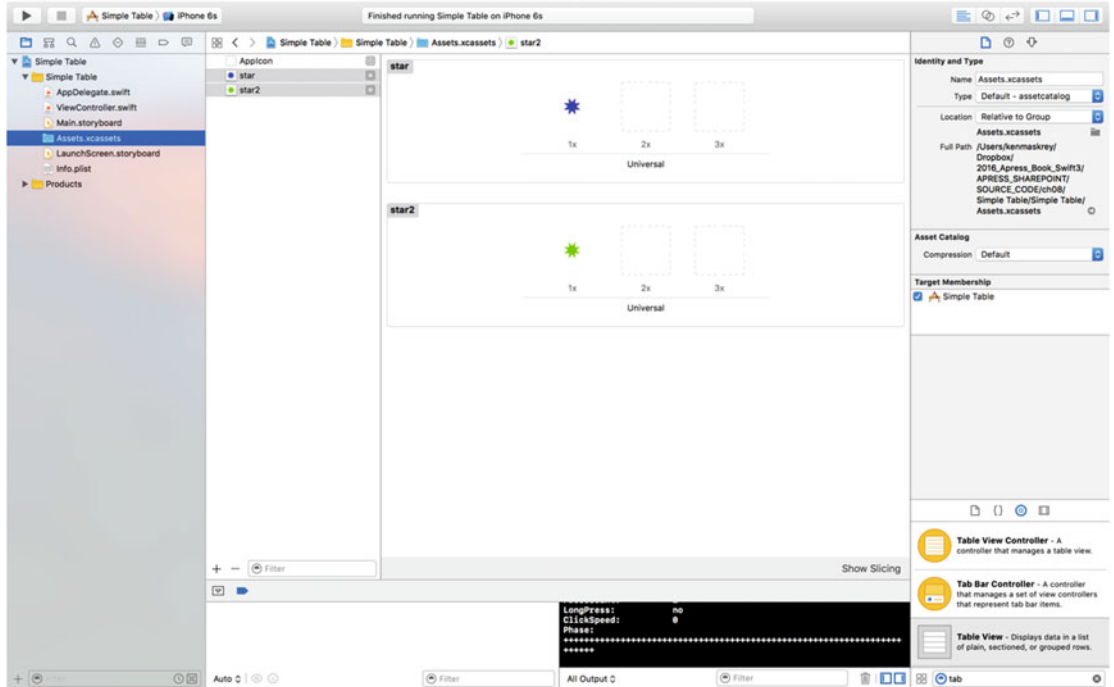 Simple Table
iPhone 6s
Finished running Simple Table on iPhone 6s
Simple Table
Simple Table
AppDelegate.swift
ViewController.swift
Main.storyboard
Assets.xcassets
LaunchScreen.storyboard
Info.plist
Products
Simple Table
Simple Table
Assets.xcassets
star2
AppIcon
star
star2
Filter
star
1x
2x
3x
Universal
star2
1x
2x
3x
Universal
Show Slicing
Identity and Type
Name Assets.xcassets
Type Default - assetcatalog
Location Relative to Group
Assets.xcassets
Full Path /Users/kenmaskrey/
Dropbox/
2016_Apress_Book_Swift3/
APRESS_SHAREPOINT/
SOURCE_CODE/ch08/
Simple Table/Simple Table/
Assets.xcassets
Asset Catalog
Compression Default
Target Membership
Simple Table
Table View Controller - A
controller that manages a table view.
Tab Bar Controller - A controller
that manages a set of view controllers
that represent tab bar items.
Table View - Displays data in a list
of plain, sectioned, or grouped rows.
LongPress: no
ClickSpeed: 0
Phase:
Auto
Filter
All Output
Filter
tab